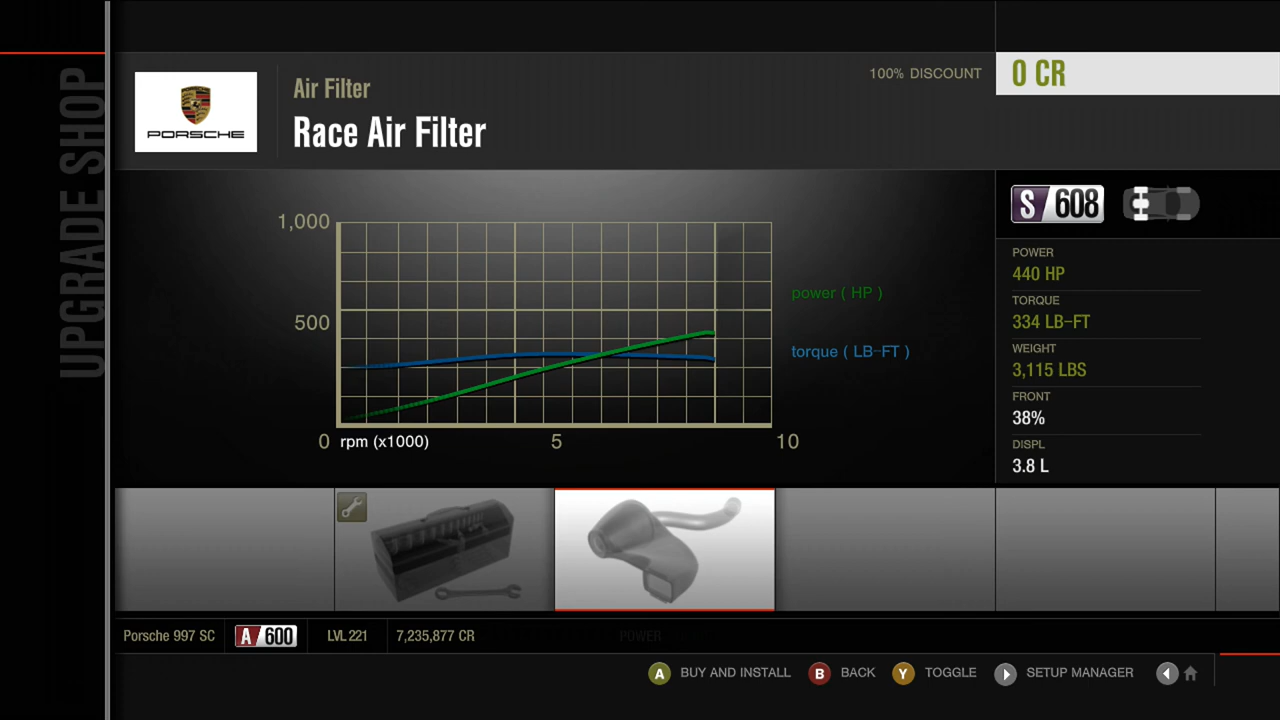 UPGRADE SHOP
PORSCHE
Air Filter
Race Air Filter
100% DISCOUNT
0 CR
1,000
500
0
rpm (x1000)
5
10
power ( HP )
torque ( LB-FT )
S 608
POWER
440 HP
TORQUE
334 LB-FT
WEIGHT
3,115 LBS
FRONT
38%
DISPL
3.8 L
Porsche 997 SC
A 600
LVL 221
7,235,877 CR
POWER
A BUY AND INSTALL
B BACK
Y TOGGLE
SETUP MANAGER